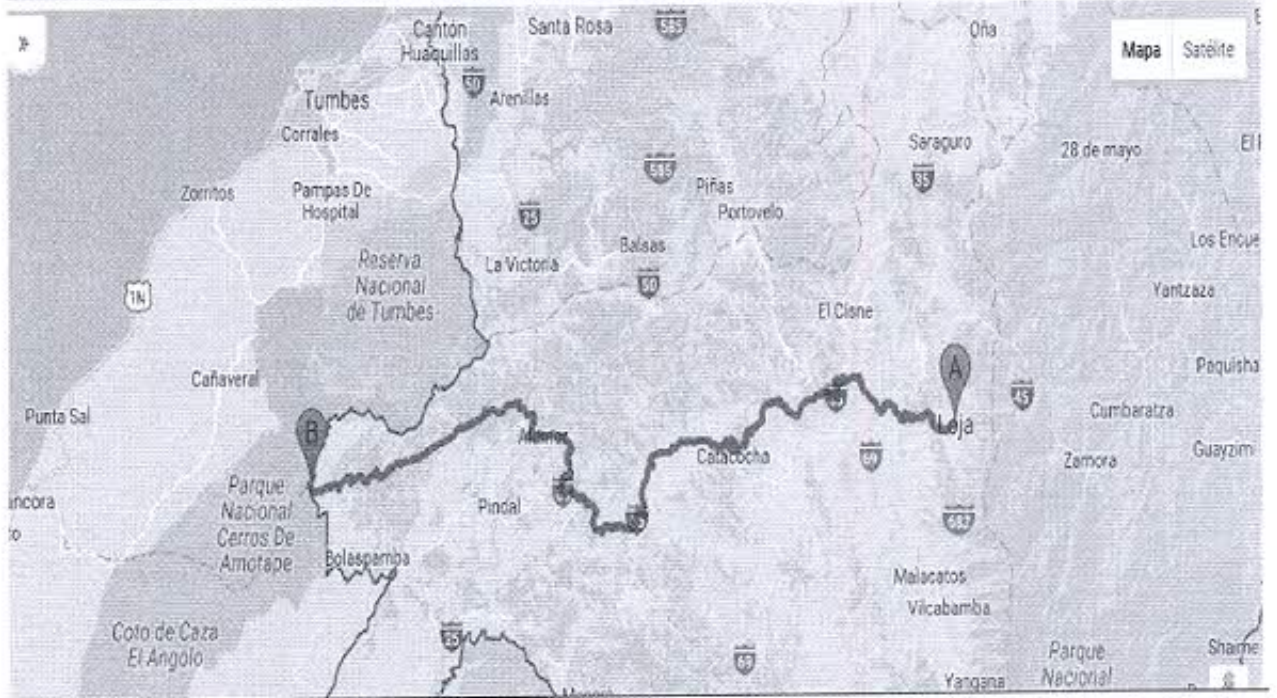 »
Cantón
Huaquillas
Santa Rosa
585
Oña
Mapa
Satélite
50
Arenillas
Tumbes
Corrales
Saraguro
28 de mayo
585
35
Zorritos
Pampas De
Hospital
25
Piñas
Portovelo
Reserva
Nacional
de Tumbes
La Victoria
Balsas
50
Los Encue
1N
Yantzaza
El Cisne
Cañaveral
Paquisha
A
45
Punta Sal
B
Loja
Cumbaratza
Catacocha
Guayzim
Zamora
Parque
Nacional
Cerros De
Amotape
Pindal
ancora
Bolaspamba
Malacatos
Vilcabamba
Coto de Caza
El Angolo
Parque
Nacional
Yangana